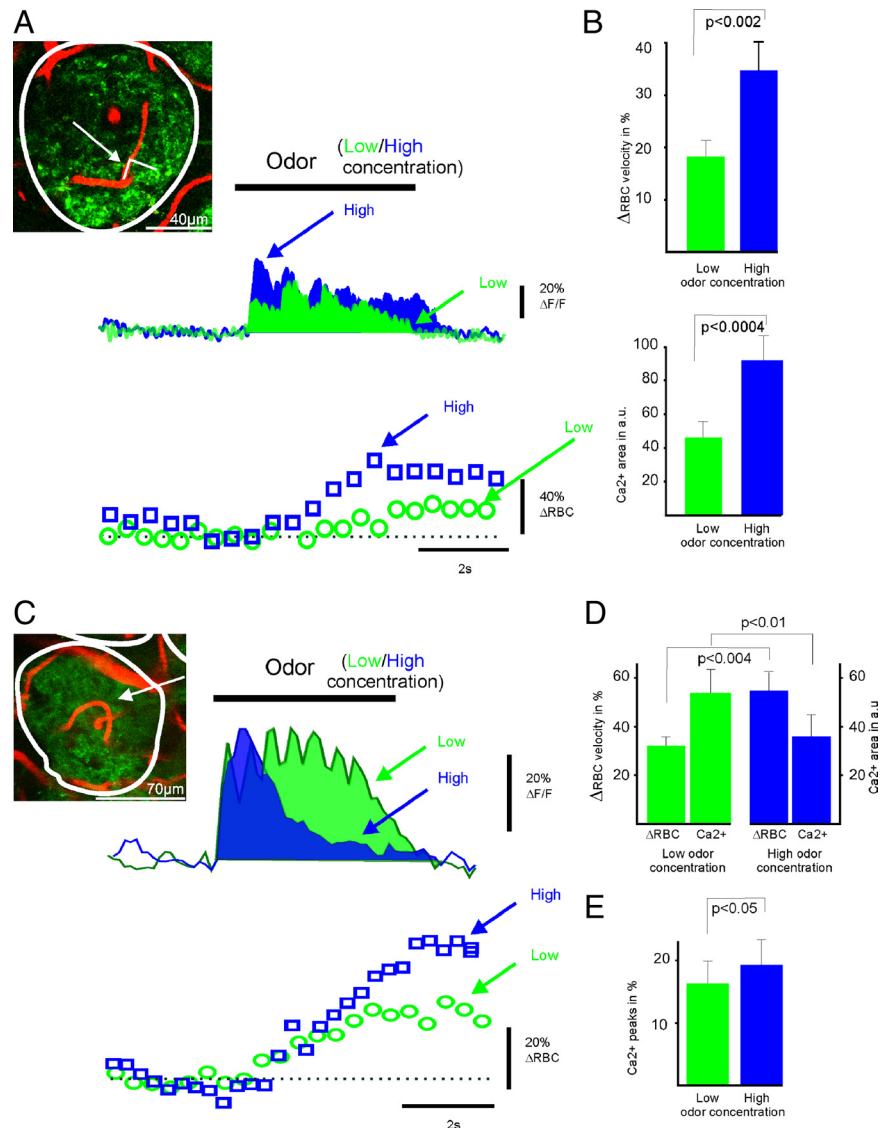 A
40µm
Odor
(Low/High
concentration)
High
Low
20%
ΔF/F
High
Low
40%
ΔRBC
2s
B
p<0.002
40
30
20
10
ΔRBC velocity in %
Low High
odor concentration
p<0.0004
100
80
60
40
20
Ca2+ area in a.u.
Low High
odor concentration
C
70µm
Odor
(Low/High
concentration)
Low
High
20%
ΔF/F
High
Low
20%
ΔRBC
2s
D
p<0.01
p<0.004
60
40
20
ΔRBC velocity in %
60
40
20
Ca2+ area in a.u
ΔRBC Ca2+ ΔRBC Ca2+
Low odor High odor
concentration concentration
E
p<0.05
20
10
Ca2+ peaks in %
Low High
odor concentration